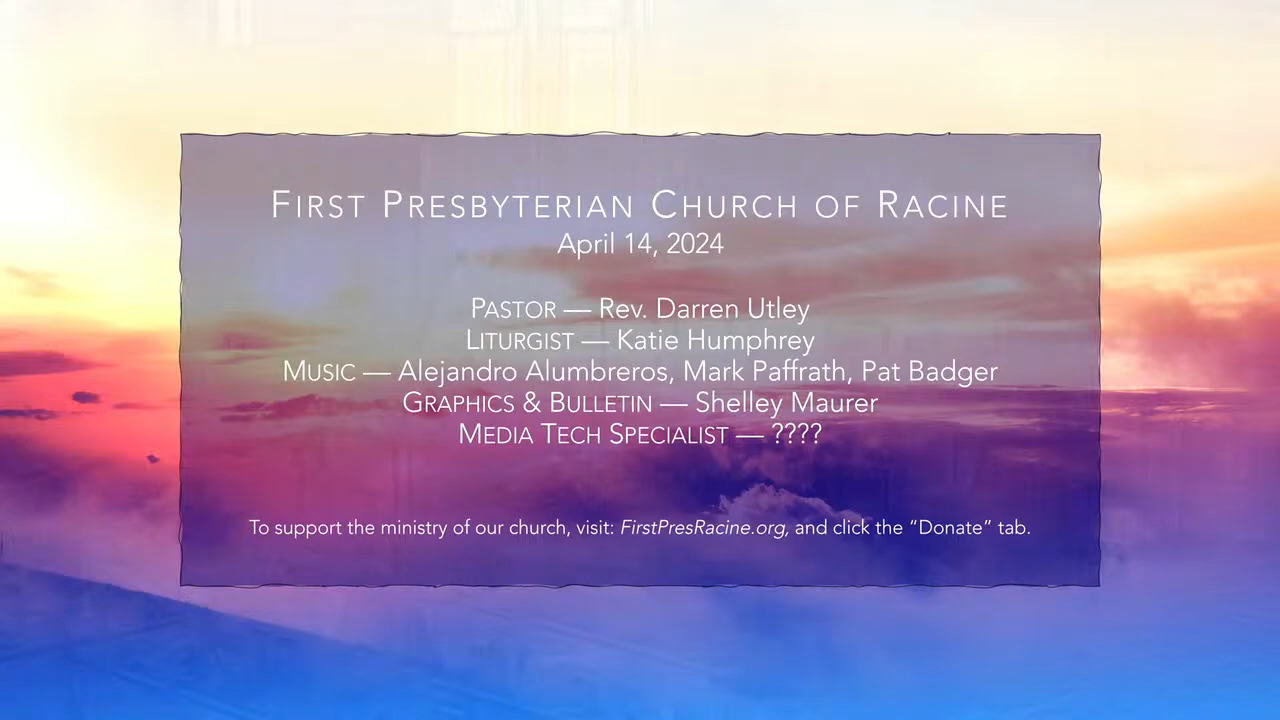 First Presbyterian Church of Racine
April 14, 2024
Pastor — Rev. Darren Utley
Liturgist — Katie Humphrey
Music — Alejandro Alumbreros, Mark Paffrath, Pat Badger
Graphics & Bulletin — Shelley Maurer
Media Tech Specialist — ????
To support the ministry of our church, visit: FirstPresRacine.org, and click the “Donate” tab.